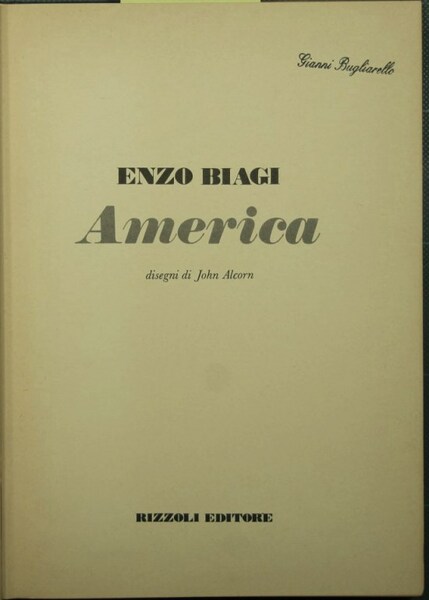 Gianni Bugliarello
ENZO BIAGI
America
disegni di John Alcorn
RIZZOLI EDITORE